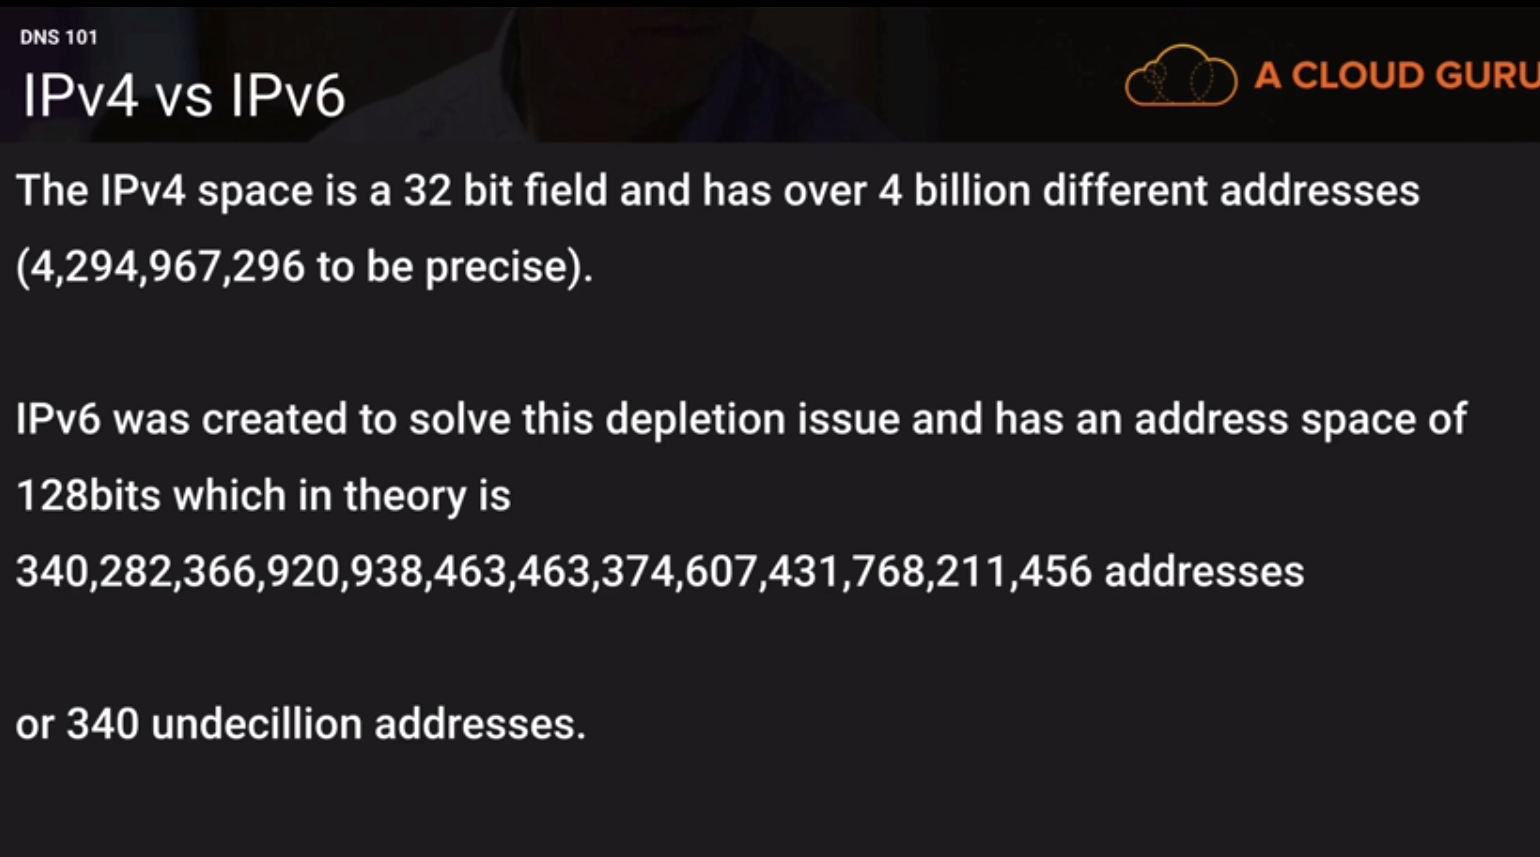 DNS 101
IPv4 vs IPv6
A CLOUD GURU
The IPv4 space is a 32 bit field and has over 4 billion different addresses
(4,294,967,296 to be precise).
IPv6 was created to solve this depletion issue and has an address space of
128bits which in theory is
340,282,366,920,938,463,463,374,607,431,768,211,456 addresses
or 340 undecillion addresses.